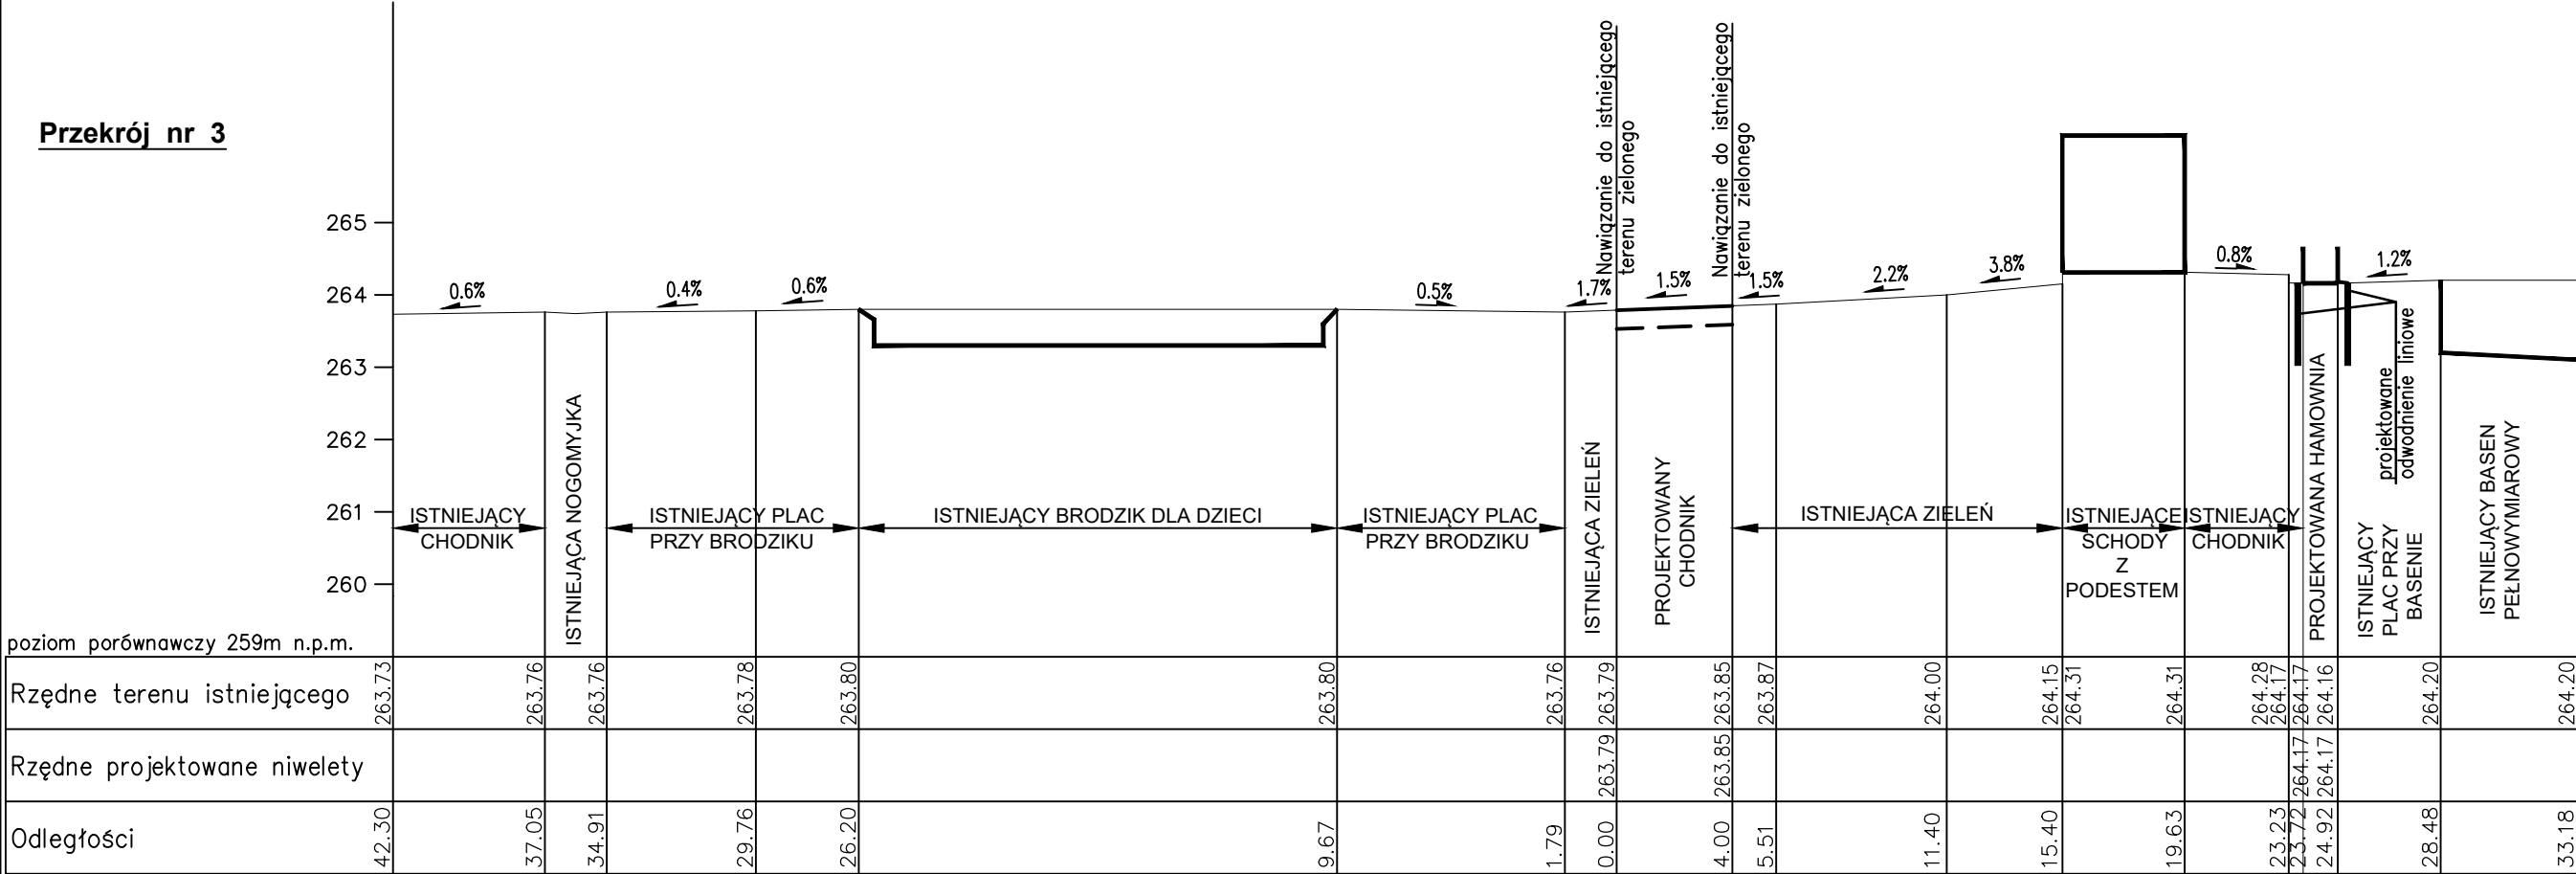 Przekrój nr 3
Nawiązanie do istniejącego
terenu zielonego
Nawiązanie do istniejącego
terenu zielonego
265
264
263
262
261
260
0.6%
0.4%
0.6%
0.5%
1.7%
1.5%
1.5%
2.2%
3.8%
0.8%
1.2%
ISTNIEJĄCY
CHODNIK
ISTNIEJĄCA NOGOMYJKA
ISTNIEJĄCY PLAC
PRZY BRODZIKU
ISTNIEJĄCY BRODZIK DLA DZIECI
ISTNIEJĄCY PLAC
PRZY BRODZIKU
ISTNIEJĄCA ZIELEŃ
PROJEKTOWANY
CHODNIK
ISTNIEJĄCA ZIELEŃ
ISTNIEJĄCE
SCHODY
Z
PODESTEM
ISTNIEJĄCY
CHODNIK
PROJEKTOWANA HAMOWNIA
projektowane
odwodnienie liniowe
ISTNIEJĄCY
PLAC PRZY
BASENIE
ISTNIEJĄCY BASEN
PEŁNOWYMIAROWY
poziom porównawczy 259m n.p.m.
Rzędne terenu istniejącego 263.73 263.76 263.76 263.78 263.80 263.80 263.76 263.79 263.85 263.87 264.00 264.15 264.31 264.31 264.28 264.17 264.17 264.16 264.20 264.20
Rzędne projektowane niwelety 263.79 263.85 264.17 264.17
Odległości 42.30 37.05 34.91 29.76 26.20 9.67 1.79 0.00 4.00 5.51 11.40 15.40 19.63 23.23 23.72 24.92 28.48 33.18